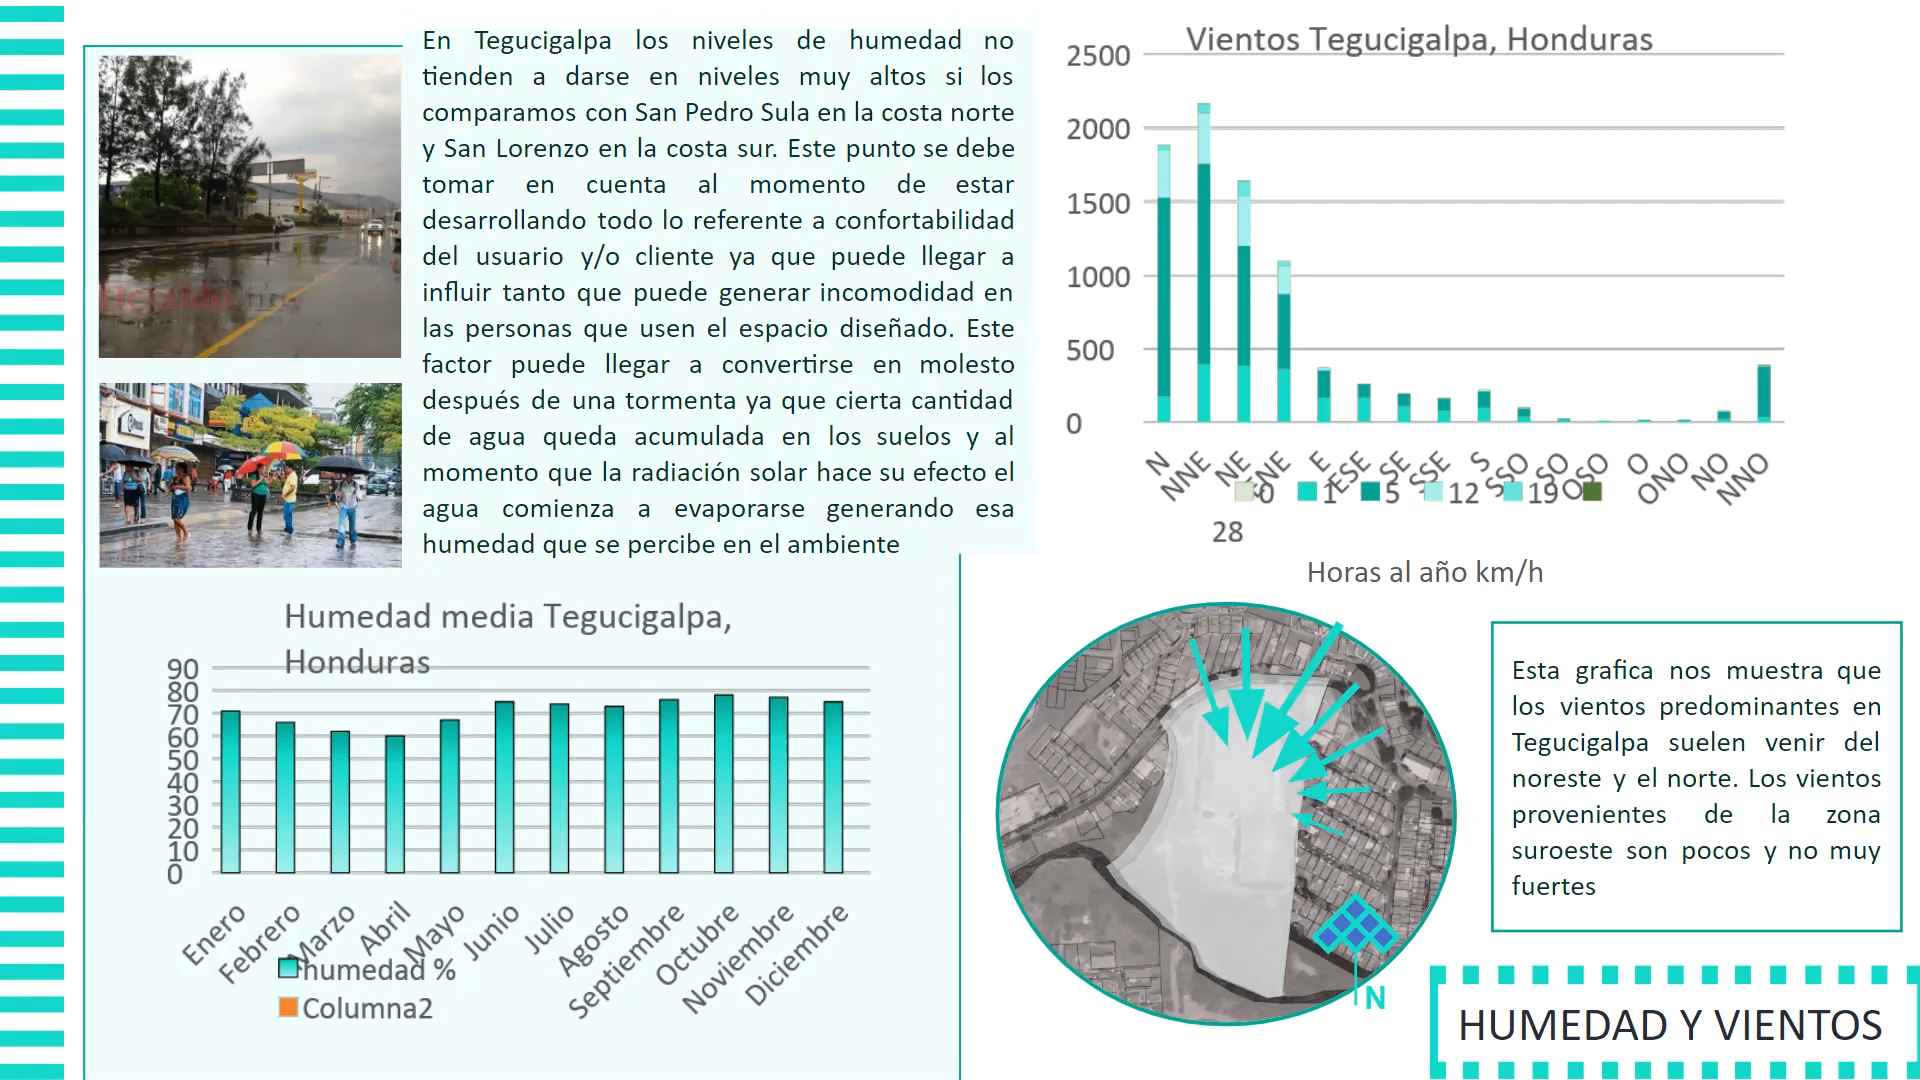 En Tegucigalpa los niveles de humedad no
tienden a darse en niveles muy altos si los
comparamos con San Pedro Sula en la costa norte
y San Lorenzo en la costa sur. Este punto se debe
tomar en cuenta al momento de estar
desarrollando todo lo referente a confortabilidad
del usuario y/o cliente ya que puede llegar a
influir tanto que puede generar incomodidad en
las personas que usen el espacio diseñado. Este
factor puede llegar a convertirse en molesto
después de una tormenta ya que cierta cantidad
de agua queda acumulada en los suelos y al
momento que la radiación solar hace su efecto el
agua comienza a evaporarse generando esa
humedad que se percibe en el ambiente
Heraldo
Vientos Tegucigalpa, Honduras
2500
2000
1500
1000
500
0
N NNE NE ENE E ESE SE SSE S SSO SO OSO O ONO NO NNO
0 1 5 12 19
28
Horas al año km/h
Humedad media Tegucigalpa,
Honduras
90
80
70
60
50
40
30
20
10
0
Enero Febrero Marzo Abril Mayo Junio Julio Agosto Septiembre Octubre Noviembre Diciembre
humedad %
Columna2
N
Esta grafica nos muestra que
los vientos predominantes en
Tegucigalpa suelen venir del
noreste y el norte. Los vientos
provenientes de la zona
suroeste son pocos y no muy
fuertes
HUMEDAD Y VIENTOS